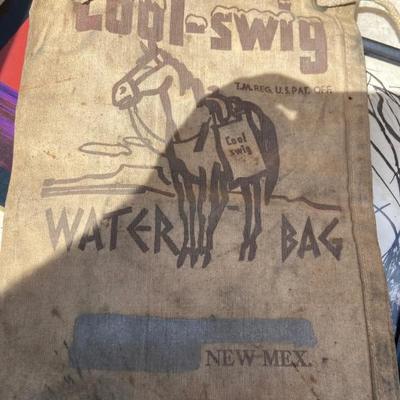 Cool-swig
T.M. REG. U.S. PAT. OFF.
Cool
swig
WATER BAG
NEW MEX.